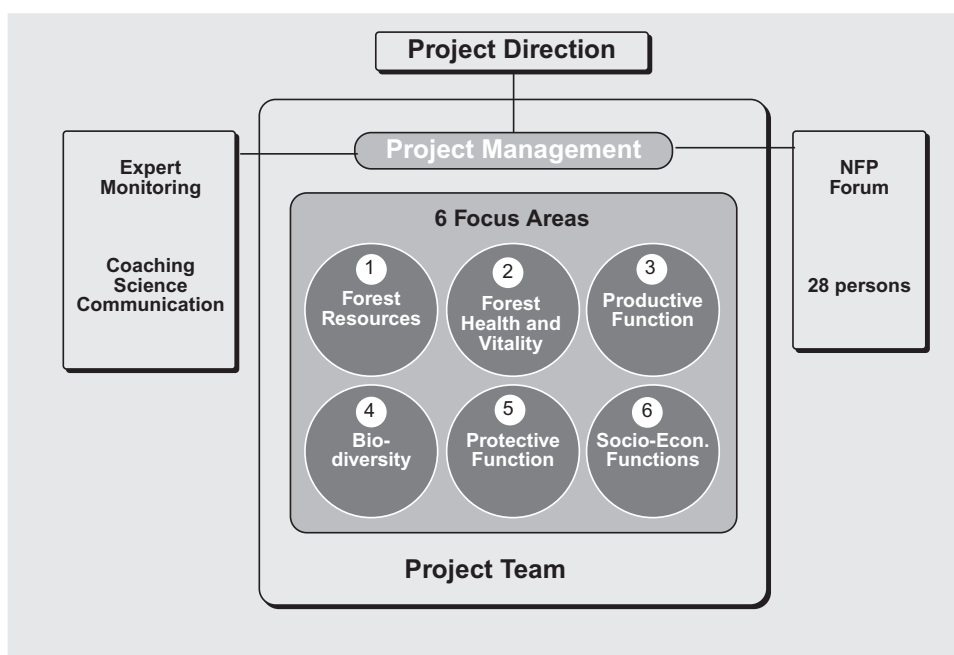 Project Direction
Project Management
Expert
Monitoring
Coaching
Science
Communication
NFP
Forum
28 persons
6 Focus Areas
1
Forest
Resources
2
Forest
Health and
Vitality
3
Productive
Function
4
Bio-
diversity
5
Protective
Function
6
Socio-Econ.
Functions
Project Team